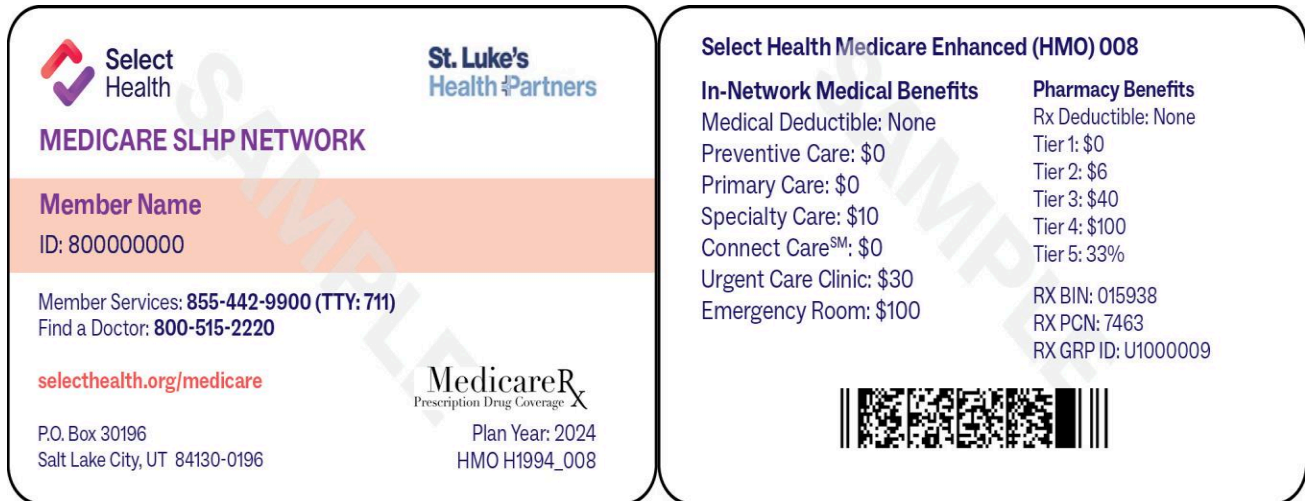 Select
Health
St. Luke's
Health Partners
MEDICARE SLHP NETWORK
Member Name
ID: 800000000
Member Services: 855-442-9900 (TTY: 711)
Find a Doctor: 800-515-2220
selecthealth.org/medicare
MedicareRx
Prescription Drug Coverage
P.O. Box 30196
Salt Lake City, UT 84130-0196
Plan Year: 2024
HMO H1994_008
SAMPLE
Select Health Medicare Enhanced (HMO) 008
In-Network Medical Benefits
Medical Deductible: None
Preventive Care: $0
Primary Care: $0
Specialty Care: $10
Connect Care℠: $0
Urgent Care Clinic: $30
Emergency Room: $100
Pharmacy Benefits
Rx Deductible: None
Tier 1: $0
Tier 2: $6
Tier 3: $40
Tier 4: $100
Tier 5: 33%
RX BIN: 015938
RX PCN: 7463
RX GRP ID: U1000009
SAMPLE